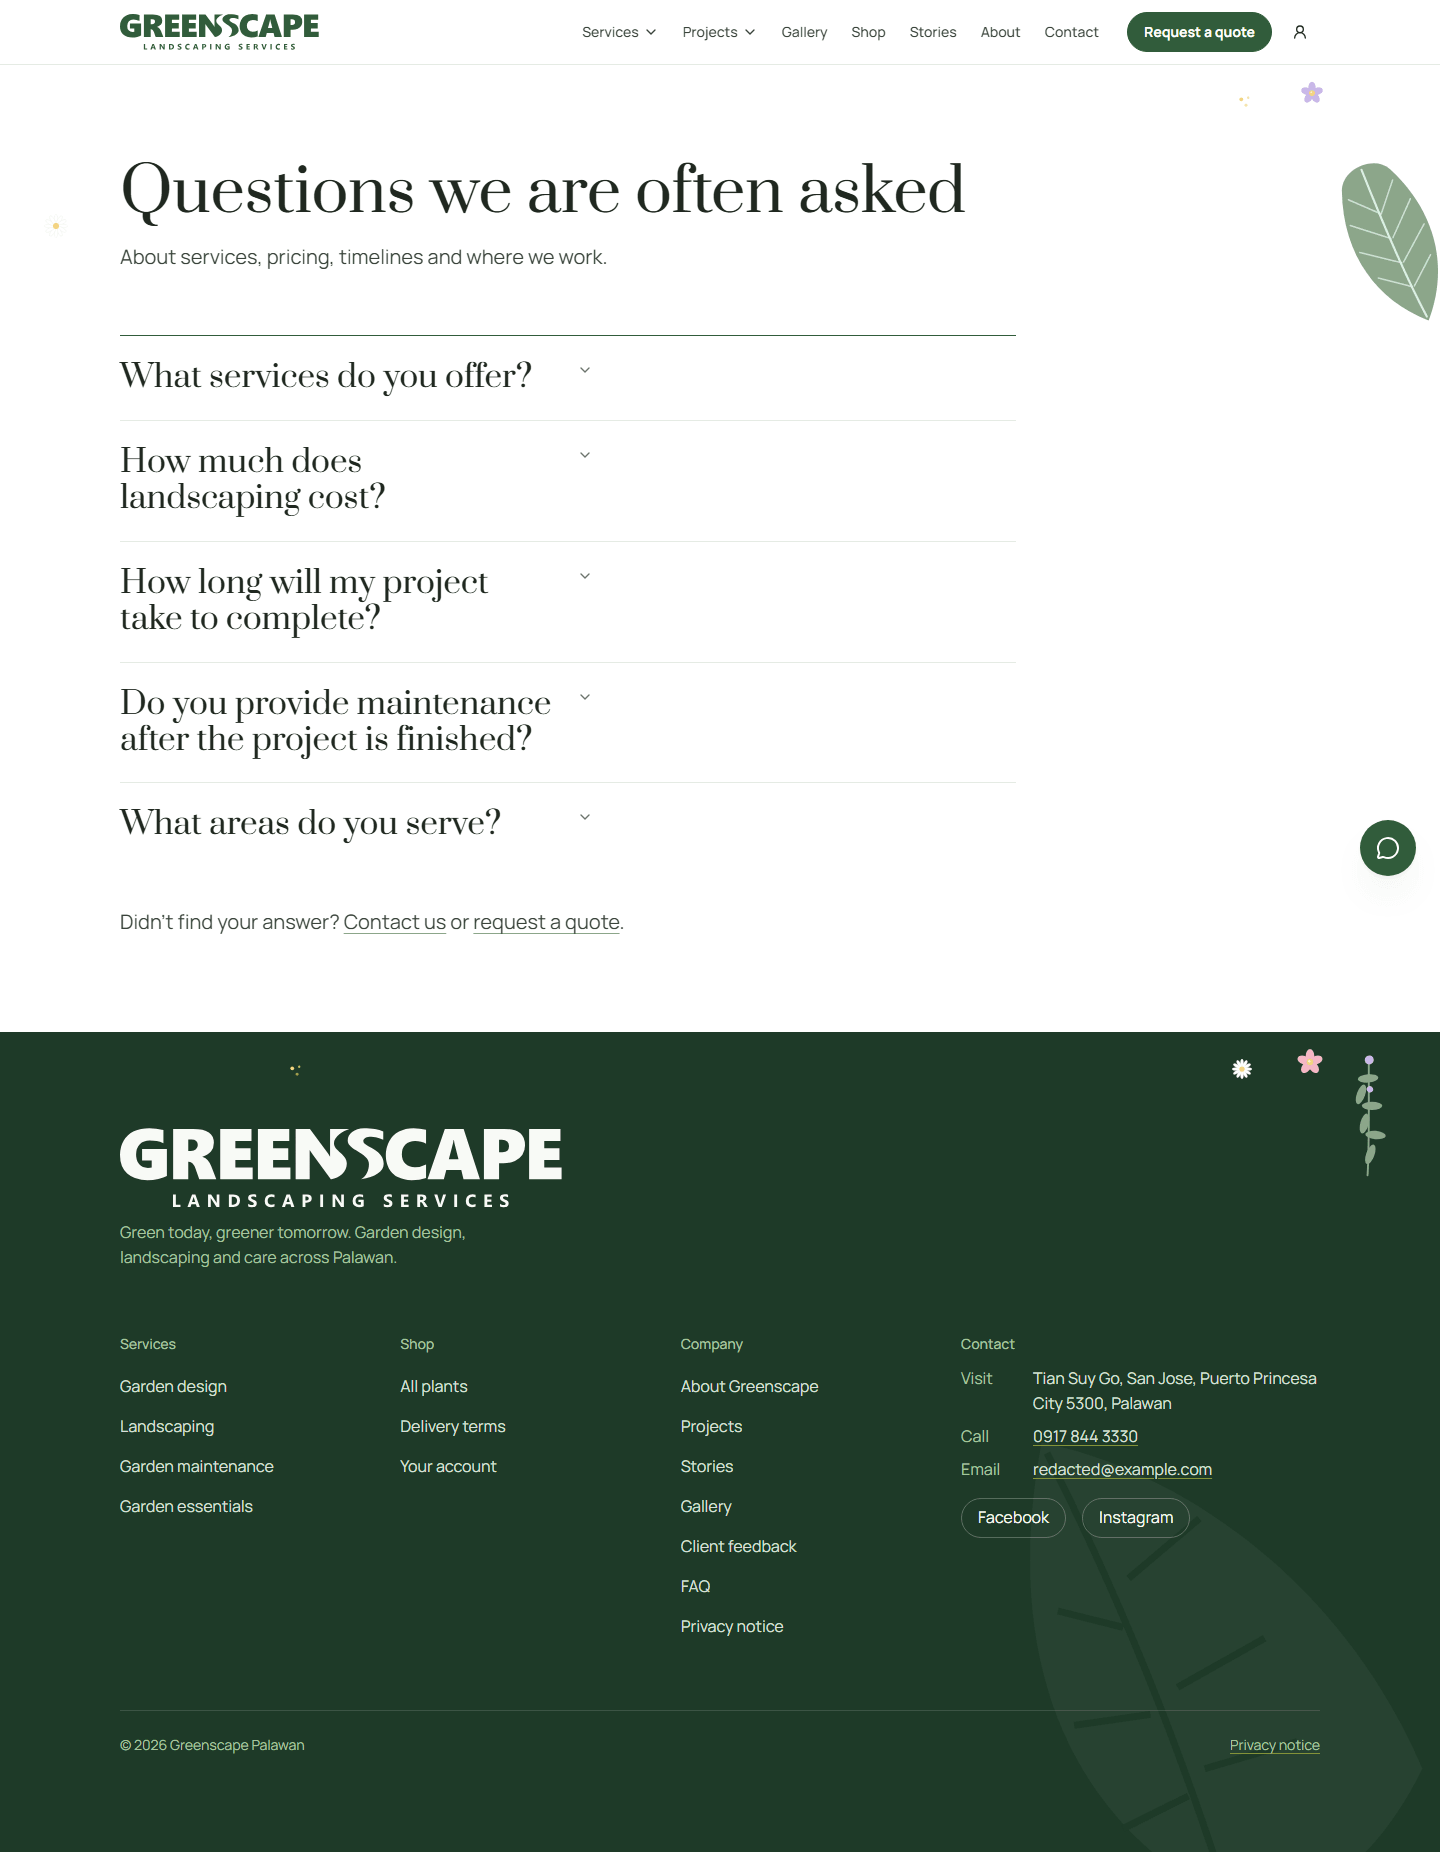 GREENSCAPE
LANDSCAPING SERVICES
Services
Projects
Gallery
Shop
Stories
About
Contact
Request a quote
Questions we are often asked
About services, pricing, timelines and where we work.
What services do you offer?
How much does
landscaping cost?
How long will my project
take to complete?
Do you provide maintenance
after the project is finished?
What areas do you serve?
Didn't find your answer? Contact us or request a quote.
GREENSCAPE
LANDSCAPING SERVICES
Green today, greener tomorrow. Garden design,
landscaping and care across Palawan.
Services
Garden design
Landscaping
Garden maintenance
Garden essentials
Shop
All plants
Delivery terms
Your account
Company
About Greenscape
Projects
Stories
Gallery
Client feedback
FAQ
Privacy notice
Contact
Visit
Tian Suy Go, San Jose, Puerto Princesa
City 5300, Palawan
Call
0917 844 3330
Email
redacted@example.com
Facebook
Instagram
© 2026 Greenscape Palawan
Privacy notice